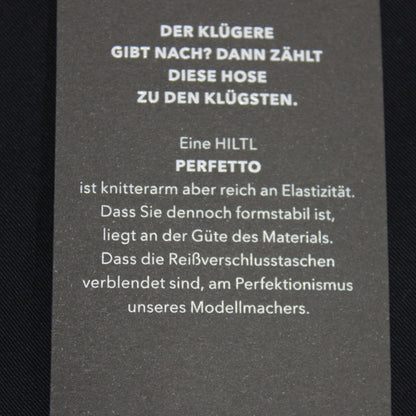 DER KLÜGERE
GIBT NACH? DANN ZÄHLT
DIESE HOSE
ZU DEN KLÜGSTEN.
Eine HILTL
PERFETTO
ist knitterarm aber reich an Elastizität.
Dass Sie dennoch formstabil ist,
liegt an der Güte des Materials.
Dass die Reißverschlusstaschen
verblendet sind, am Perfektionismus
unseres Modellmachers.